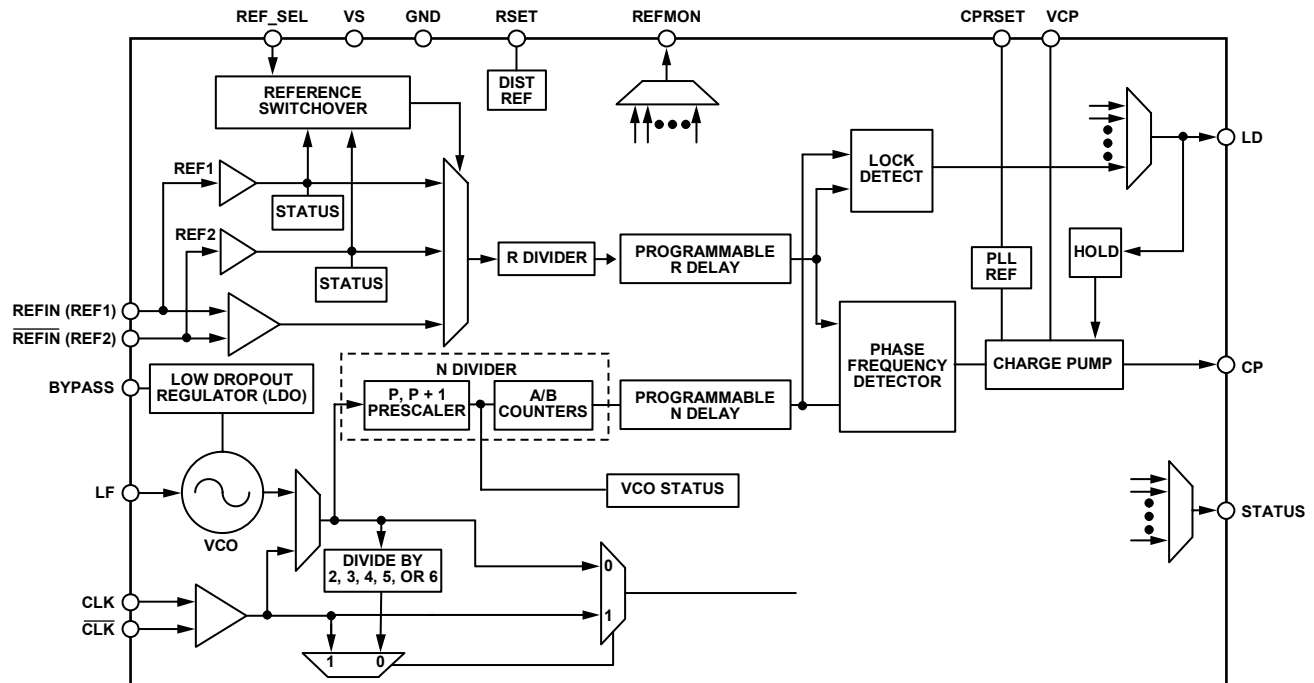 REF_SEL
VS
GND
RSET
REFMON
CPRSET
VCP
REFERENCE
SWITCHOVER
DIST
REF
LD
REF1
STATUS
LOCK
DETECT
REF2
STATUS
R DIVIDER
PROGRAMMABLE
R DELAY
PLL
REF
HOLD
REFIN (REF1)
REFIN (REF2)
BYPASS
LOW DROPOUT
REGULATOR (LDO)
N DIVIDER
P, P + 1
PRESCALER
A/B
COUNTERS
PROGRAMMABLE
N DELAY
PHASE
FREQUENCY
DETECTOR
CHARGE PUMP
CP
LF
VCO
VCO STATUS
STATUS
DIVIDE BY
2, 3, 4, 5, OR 6
0
1
CLK
CLK
1 0